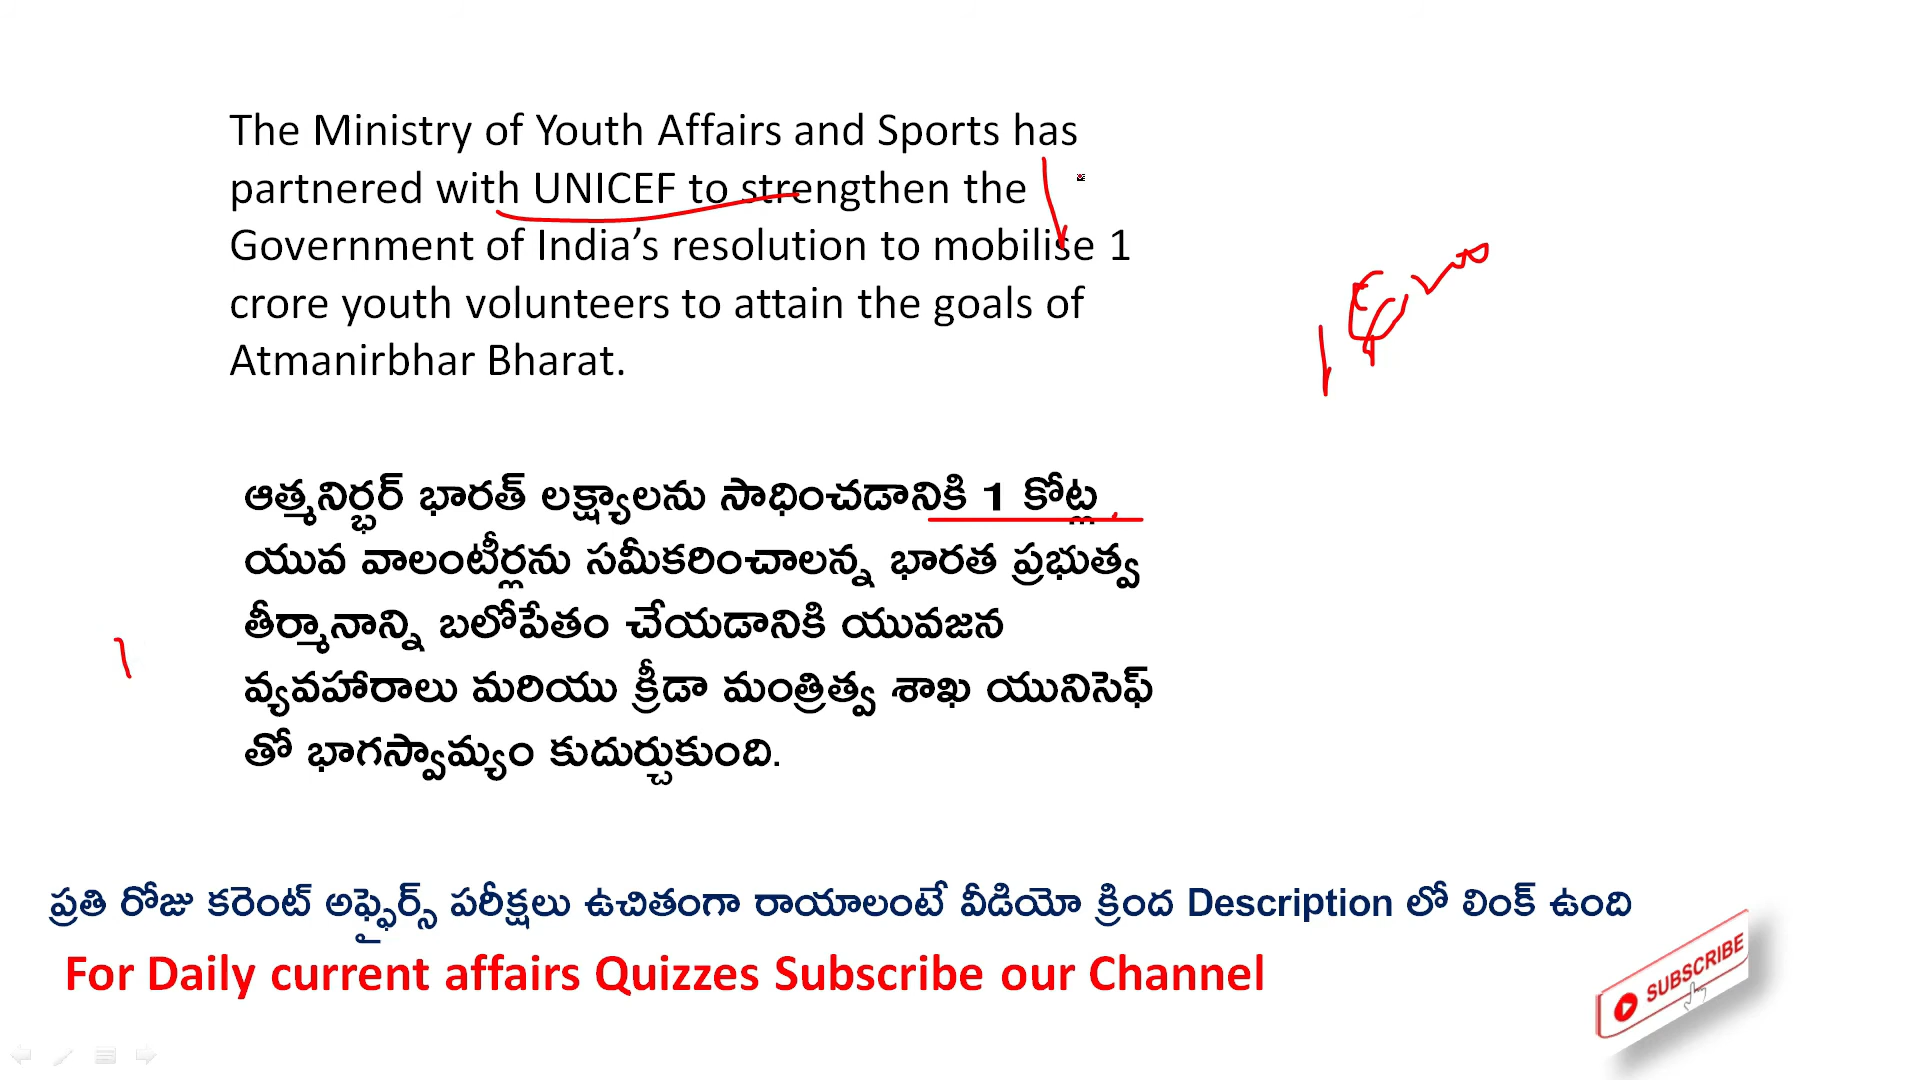 The Ministry of Youth Affairs and Sports has
partnered with UNICEF to strengthen the
Government of India’s resolution to mobilise 1
crore youth volunteers to attain the goals of
Atmanirbhar Bharat.
ఆత్మనిర్భర్ భారత్ లక్ష్యాలను సాధించడానికి 1 కోట్ల
యువ వాలంటీర్లను సమీకరించాలన్న భారత ప్రభుత్వ
తీర్మానాన్ని బలోపేతం చేయడానికి యువజన
వ్యవహారాలు మరియు క్రీడా మంత్రిత్వ శాఖ యునిసెఫ్
తో భాగస్వామ్యం కుదుర్చుకుంది.
ప్రతి రోజు కరెంట్ అఫ్ఫైర్స్ పరీక్షలు ఉచితంగా రాయాలంటే వీడియో క్రింద Description లో లింక్ ఉంది
For Daily current affairs Quizzes Subscribe our Channel
SUBSCRIBE